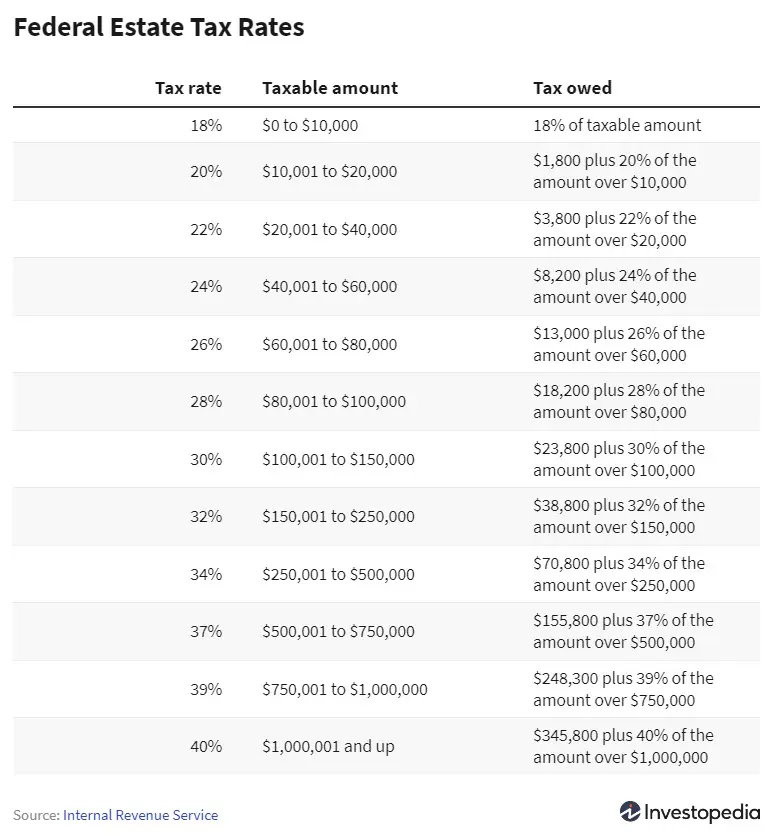 Federal Estate Tax Rates
Tax rate Taxable amount Tax owed
18% $0 to $10,000 18% of taxable amount
20% $10,001 to $20,000 $1,800 plus 20% of the
amount over $10,000
22% $20,001 to $40,000 $3,800 plus 22% of the
amount over $20,000
24% $40,001 to $60,000 $8,200 plus 24% of the
amount over $40,000
26% $60,001 to $80,000 $13,000 plus 26% of the
amount over $60,000
28% $80,001 to $100,000 $18,200 plus 28% of the
amount over $80,000
30% $100,001 to $150,000 $23,800 plus 30% of the
amount over $100,000
32% $150,001 to $250,000 $38,800 plus 32% of the
amount over $150,000
34% $250,001 to $500,000 $70,800 plus 34% of the
amount over $250,000
37% $500,001 to $750,000 $155,800 plus 37% of the
amount over $500,000
39% $750,001 to $1,000,000 $248,300 plus 39% of the
amount over $750,000
40% $1,000,001 and up $345,800 plus 40% of the
amount over $1,000,000
Source: Internal Revenue Service Investopedia